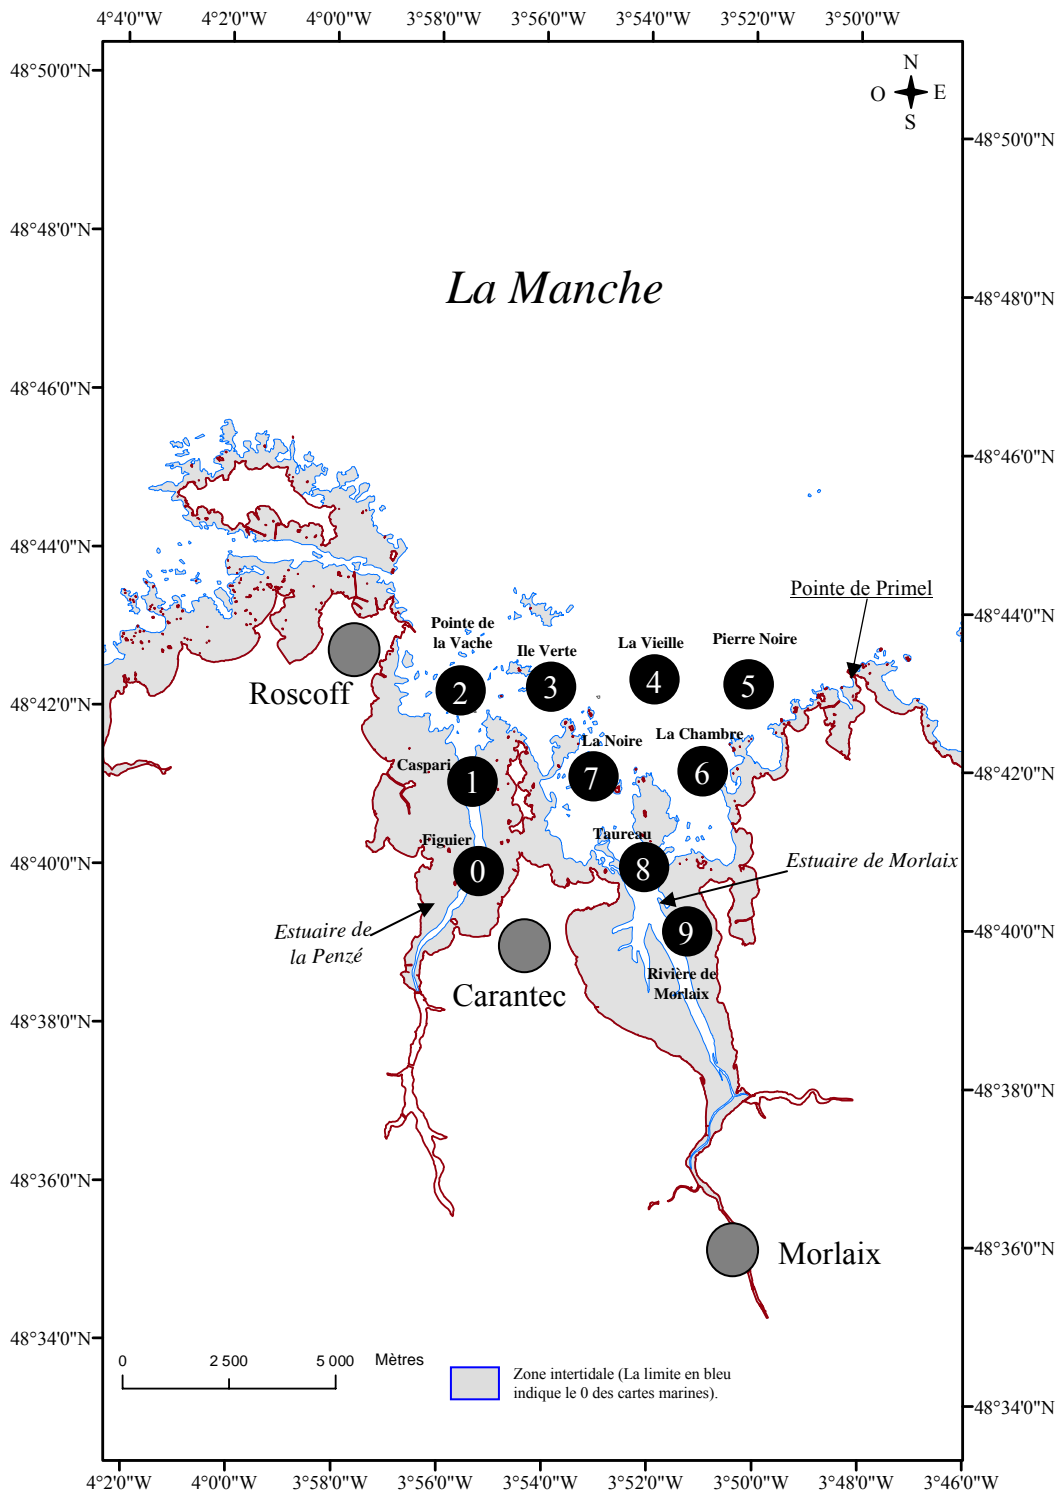 4°4'0"W 4°2'0"W 4°0'0"W 3°58'0"W 3°56'0"W 3°54'0"W 3°52'0"W 3°50'0"W
48°50'0"N
N
O E
S
48°50'0"N
48°48'0"N
La Manche
48°48'0"N
48°46'0"N
48°46'0"N
48°44'0"N
Pointe de Primel
48°44'0"N
Pointe de
la Vache
Ile Verte
La Vieille
Pierre Noire
2
3
4
5
Roscoff
48°42'0"N
La Noire
La Chambre
Caspari
1
7
6
48°42'0"N
Figuier
Taureau
48°40'0"N
0
8
Estuaire de Morlaix
Estuaire de
la Penzé
9
48°40'0"N
Carantec
Rivière de
Morlaix
48°38'0"N
48°38'0"N
48°36'0"N
Morlaix
48°36'0"N
48°34'0"N
0 2 500 5 000 Mètres
Zone intertidale (La limite en bleu
indique le 0 des cartes marines).
48°34'0"N
4°2'0"W 4°0'0"W 3°58'0"W 3°56'0"W 3°54'0"W 3°52'0"W 3°50'0"W 3°48'0"W 3°46'0"W